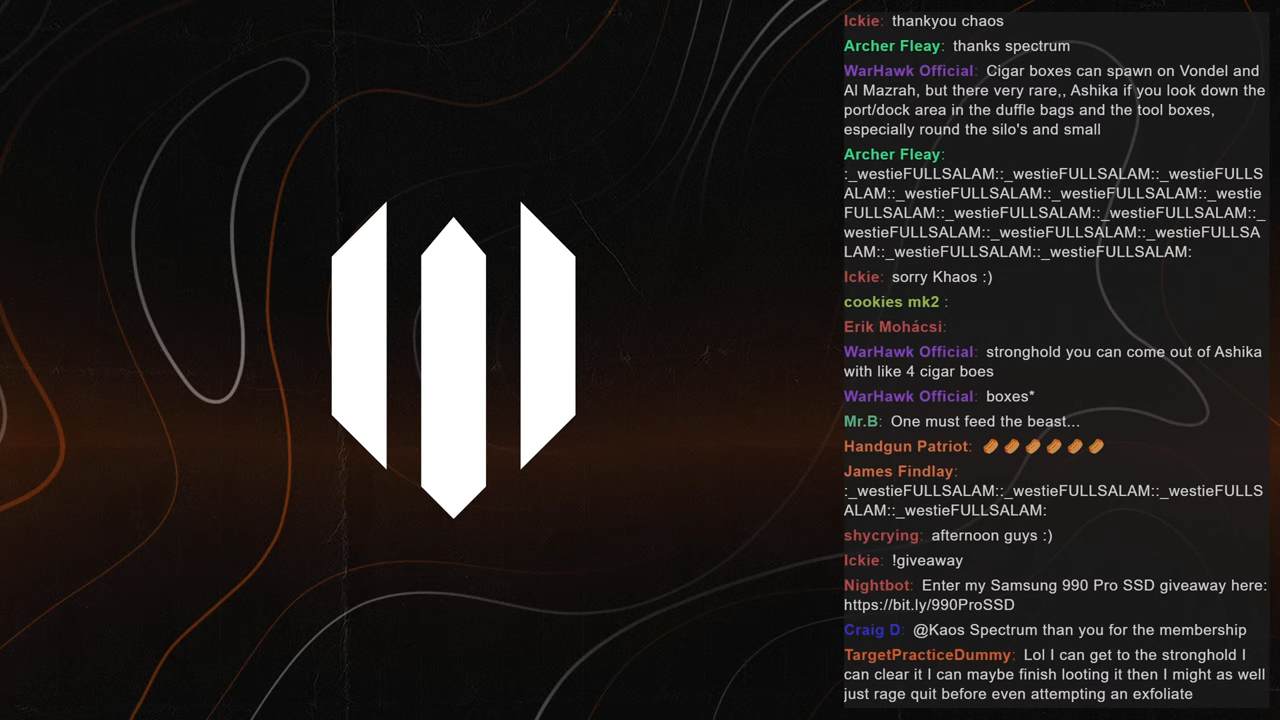 Ickie: thankyou chaos
Archer Fleay: thanks spectrum
WarHawk Official: Cigar boxes can spawn on Vondel and
Al Mazrah, but there very rare,, Ashika if you look down the
port/dock area in the duffle bags and the tool boxes,
especially round the silo's and small
Archer Fleay:
:_westieFULLSALAM::_westieFULLSALAM::_westieFULLS
ALAM::_westieFULLSALAM::_westieFULLSALAM::_westie
FULLSALAM::_westieFULLSALAM::_westieFULLSALAM::_
westieFULLSALAM::_westieFULLSALAM::_westieFULLSA
LAM::_westieFULLSALAM::_westieFULLSALAM:
Ickie: sorry Khaos :)
cookies mk2 :
Erik Mohácsi:
WarHawk Official: stronghold you can come out of Ashika
with like 4 cigar boes
WarHawk Official: boxes*
Mr.B: One must feed the beast...
Handgun Patriot: 🥜 🥜 🥜 🥜 🥜 🥜
James Findlay:
:_westieFULLSALAM::_westieFULLSALAM::_westieFULLS
ALAM::_westieFULLSALAM:
shycrying: afternoon guys :)
Ickie: !giveaway
Nightbot: Enter my Samsung 990 Pro SSD giveaway here:
https://bit.ly/990ProSSD
Craig D: @Kaos Spectrum than you for the membership
TargetPracticeDummy: Lol I can get to the stronghold I
can clear it I can maybe finish looting it then I might as well
just rage quit before even attempting an exfoliate